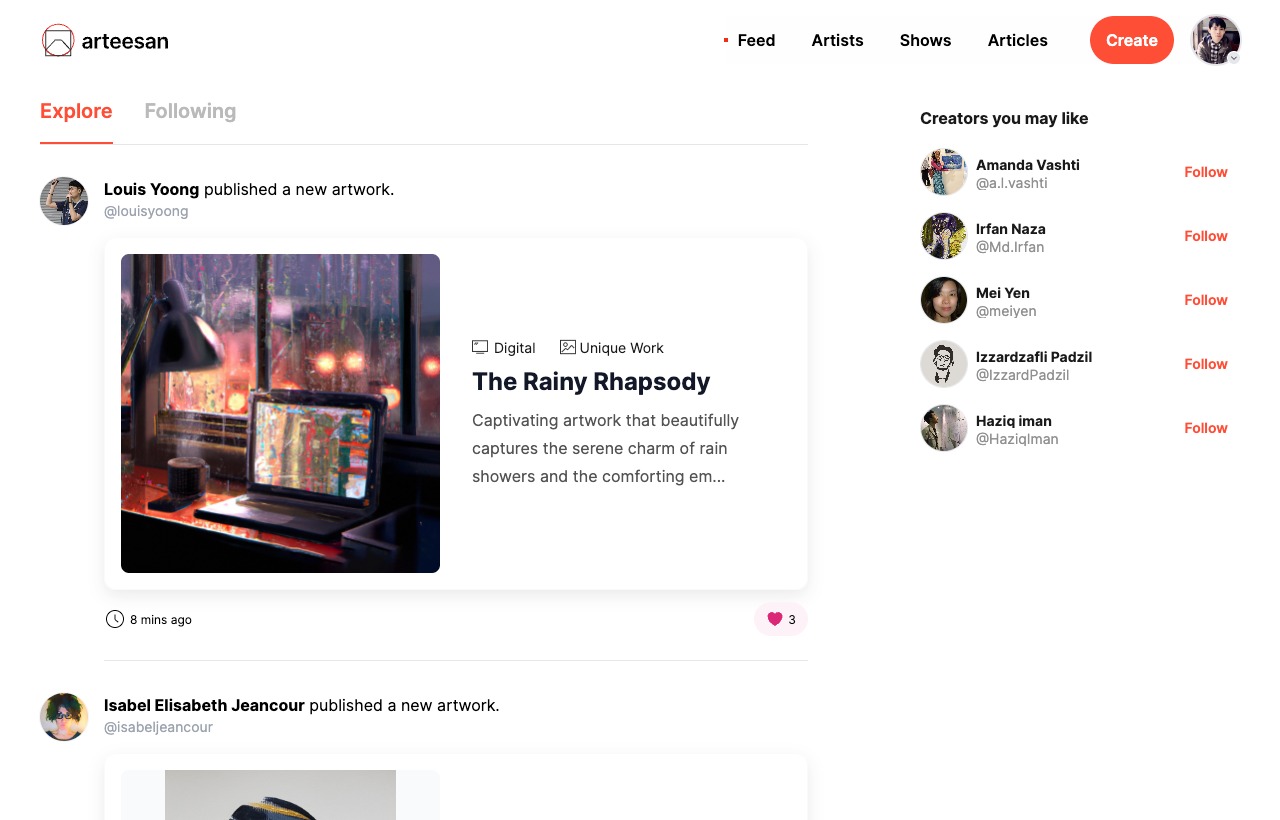 arteesan
Feed
Artists
Shows
Articles
Create
Explore
Following
Louis Yoong published a new artwork.
@louisyoong
Digital
Unique Work
The Rainy Rhapsody
Captivating artwork that beautifully
captures the serene charm of rain
showers and the comforting em...
8 mins ago
3
Isabel Elisabeth Jeancour published a new artwork.
@isabeljeancour
Creators you may like
Amanda Vashti
@a.l.vashti
Follow
Irfan Naza
@Md.Irfan
Follow
Mei Yen
@meiyen
Follow
Izzardzafli Padzil
@IzzardPadzil
Follow
Haziq iman
@HaziqIman
Follow